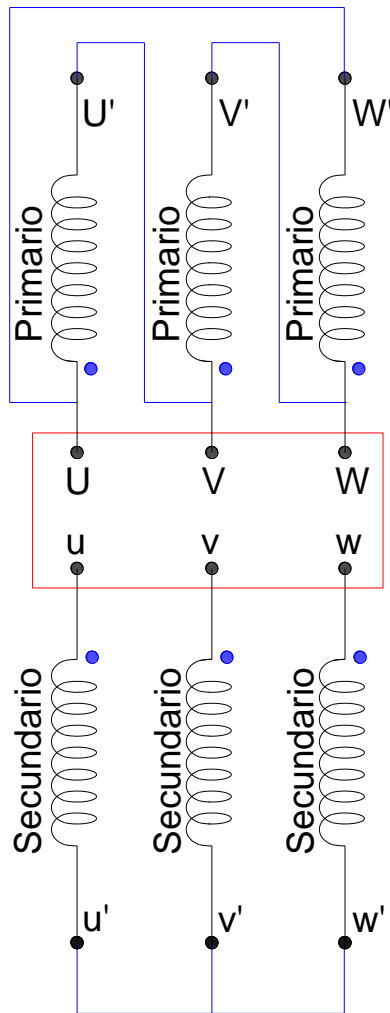 U' V' W'
Primario Primario Primario
U V W
u v w
Secundario Secundario Secundario
u' v' w'